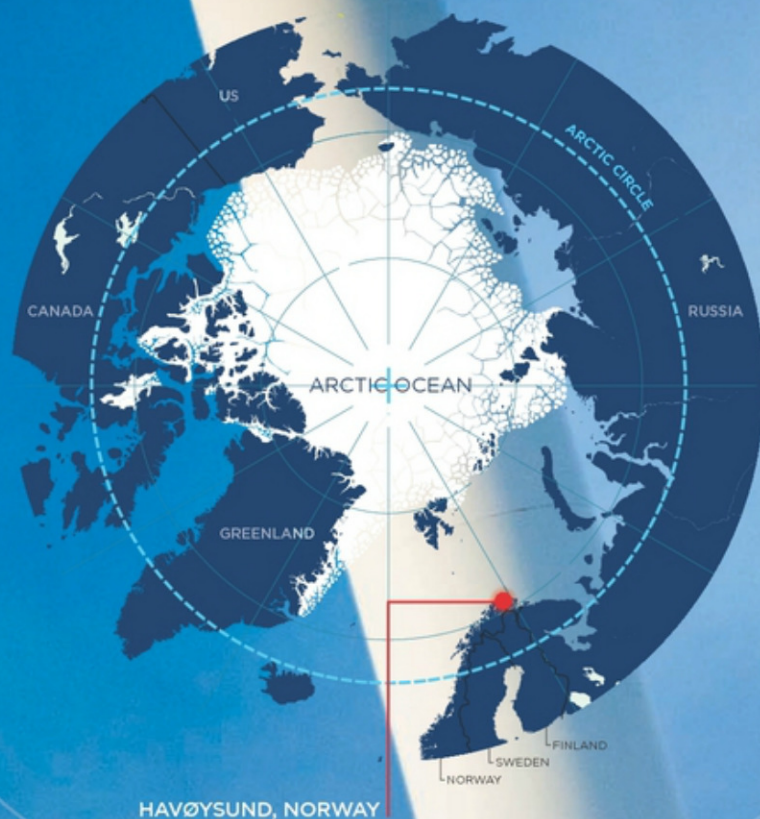 US
ARCTIC CIRCLE
CANADA
RUSSIA
ARCTIC OCEAN
GREENLAND
FINLAND
SWEDEN
NORWAY
HAVØYSUND, NORWAY